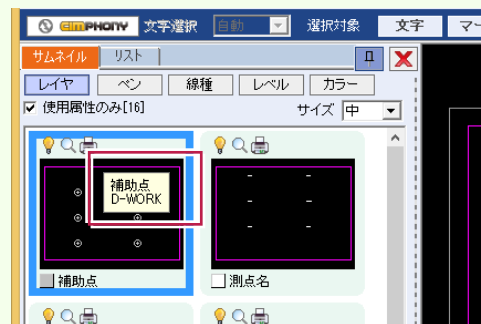 GIMPHONY 文字選択 自動 選択対象 文字 マー
サムネイル リスト
レイヤ ペン 線種 レベル カラー
使用属性のみ[16] サイズ 中
補助点
D-WORK
補助点 測点名